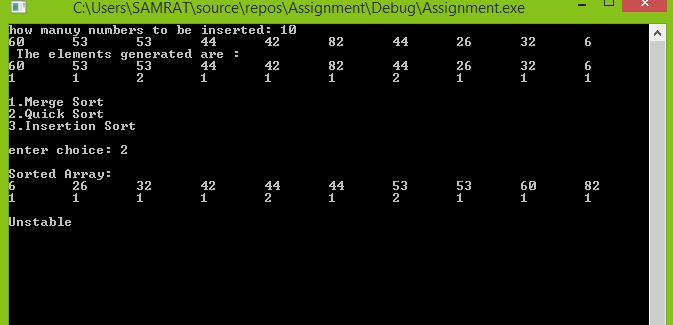 C:\Users\SAMRAT\source\repos\Assignment\Debug\Assignment.exe
how manuy numbers to be inserted: 10
60 53 53 44 42 82 44 26 32 6
The elements generated are :
60 53 53 44 42 82 44 26 32 6
1 1 2 1 1 1 2 1 1 1
1.Merge Sort
2.Quick Sort
3.Insertion Sort
enter choice: 2
Sorted Array:
6 26 32 42 44 44 53 53 60 82
1 1 1 1 2 1 2 1 1 1
Unstable